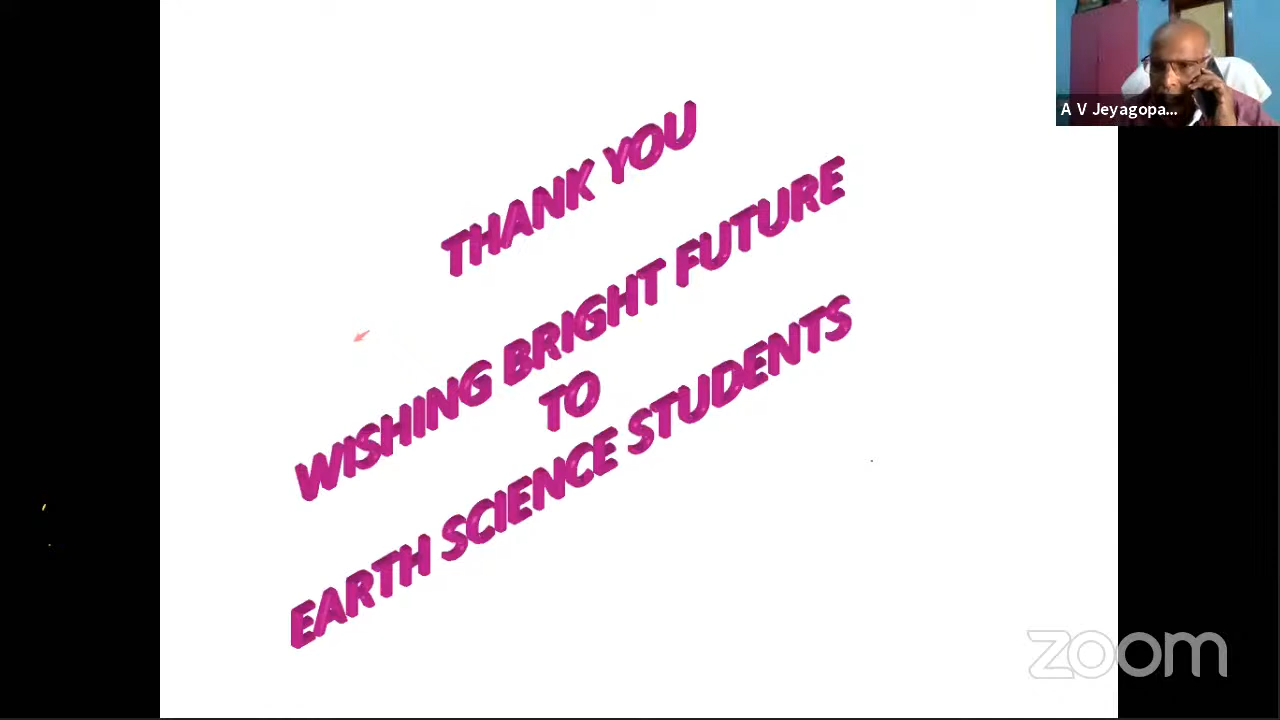 A V Jeyagopa...
THANK YOU
WISHING BRIGHT FUTURE
TO
EARTH SCIENCE STUDENTS
zoom